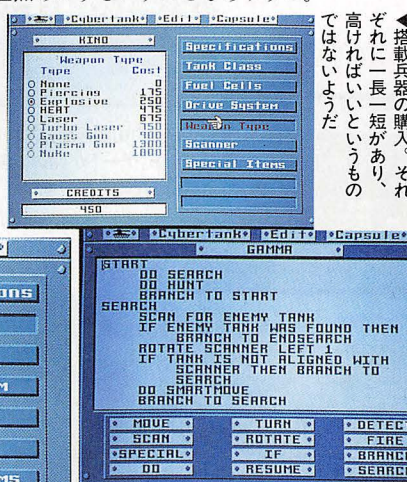 ◀搭載兵器の購入。それ
ぞれに一長一短があり、
高ければいいというもの
ではないようだ
Cybertank Edit Capsule
KINO
Weapon Type
Type Cost
None 0
Piercing 175
Explosive 250
HEAT 475
Laser 675
Turbo Laser 750
Gauss Gun 900
Plasma Gun 1300
Nuke 1800
CREDITS
450
Specifications
Tank Class
Fuel Cells
Drive System
Weapon Type
Scanner
Special Items
Cybertank Edit Capsule
GAMMA
START
DO SEARCH
DO HUNT
BRANCH TO START
SEARCH
SCAN FOR ENEMY TANK
IF ENEMY TANK WAS FOUND THEN
BRANCH TO ENDSEARCH
ROTATE SCANNER LEFT 1
IF TANK IS NOT ALIGNED WITH
SCANNER THEN BRANCH TO
SEARCH
DO SMARTMOVE
BRANCH TO SEARCH
MOVE TURN DETECT
SCAN ROTATE FIRE
SPECIAL IF BRANC
DO RESUME SEARC